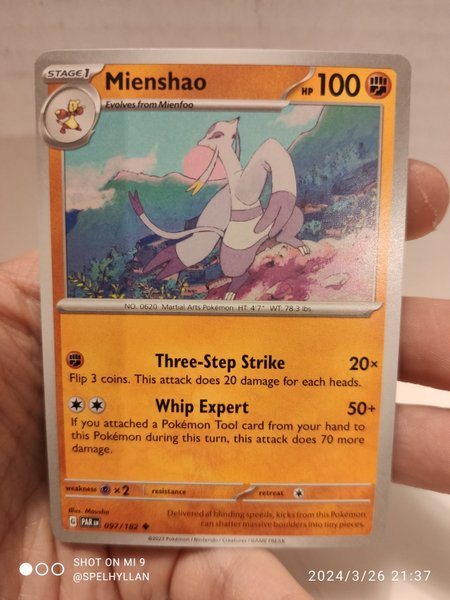 STAGE 1
Mienshao
HP 100
Evolves from Mienfoo
NO. 0620 Martial Arts Pokémon HT: 4'7" WT: 78.3 lbs
Three-Step Strike 20×
Flip 3 coins. This attack does 20 damage for each heads.
Whip Expert 50+
If you attached a Pokémon Tool card from your hand to
this Pokémon during this turn, this attack does 70 more
damage.
weakness ×2 resistance retreat
Illus. Mousho
G PAR EN 097/182
Delivered at blinding speeds, kicks from this Pokémon
can shatter massive boulders into tiny pieces.
©2023 Pokémon / Nintendo / Creatures / GAME FREAK
SHOT ON MI 9
@SPELHYLLAN
2024/3/26 21:37